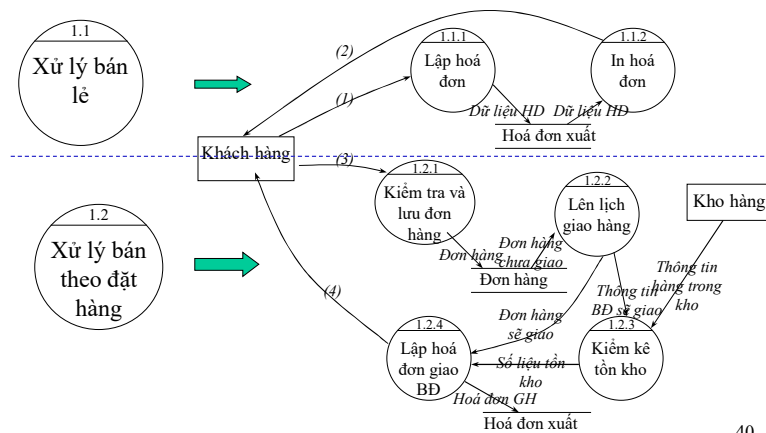 1.1
Xử lý bán
lẻ
(2)
(1)
1.1.1
Lập hoá
đơn
1.1.2
In hoá
đơn
Dữ liệu HD
Dữ liệu HD
Hoá đơn xuất
Khách hàng
(3)
1.2
Xử lý bán
theo đặt
hàng
(4)
1.2.1
Kiểm tra và
lưu đơn
hàng
1.2.2
Lên lịch
giao hàng
Kho hàng
Đơn hàng
Đơn hàng
chưa giao
Đơn hàng
Thông tin
hàng trong
kho
Thông tin
BĐ sẽ giao
Đơn hàng
sẽ giao
1.2.4
Lập hoá
đơn giao
BĐ
Số liệu tồn
kho
1.2.3
Kiểm kê
tồn kho
Hoá đơn GH
Hoá đơn xuất
40